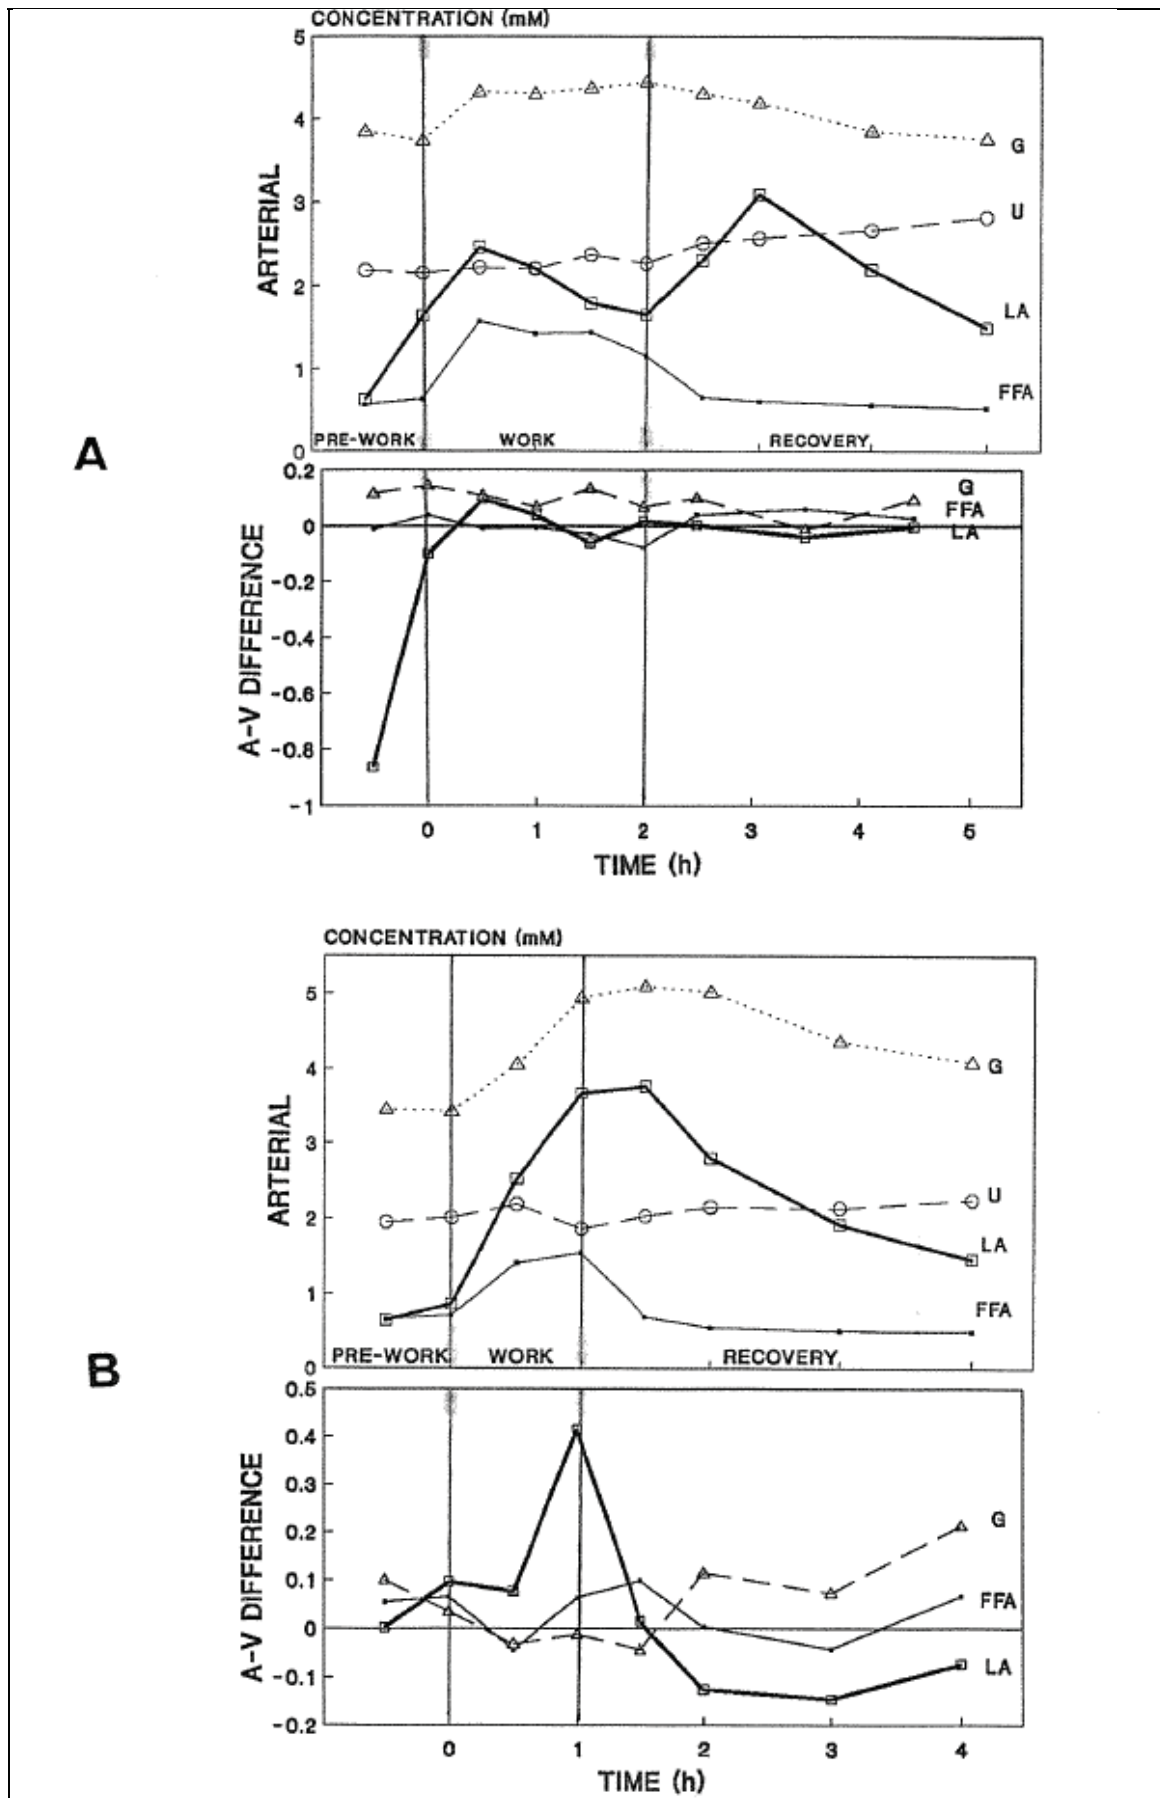 CONCENTRATION (mM)
5
4
3
2
1
0
ARTERIAL
G
U
LA
FFA
PRE-WORK
WORK
RECOVERY
A
0.2
0
-0.2
-0.4
-0.6
-0.8
-1
A-V DIFFERENCE
G
FFA
LA
0 1 2 3 4 5
TIME (h)
CONCENTRATION (mM)
5
4
3
2
1
0
ARTERIAL
G
U
LA
FFA
PRE-WORK
WORK
RECOVERY
B
0.5
0.4
0.3
0.2
0.1
0
-0.1
-0.2
A-V DIFFERENCE
G
FFA
LA
0 1 2 3 4
TIME (h)